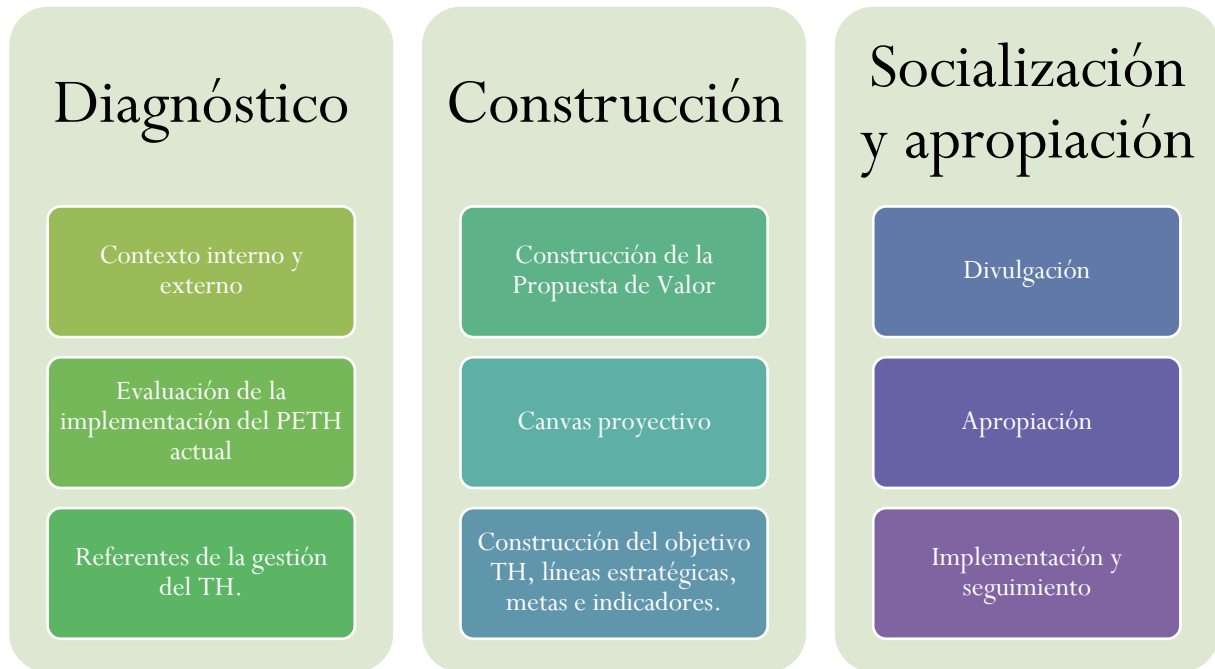 Diagnóstico
Contexto interno y
externo
Evaluación de la
implementación del PETH
actual
Referentes de la gestión
del TH.
Construcción
Construcción de la
Propuesta de Valor
Canvas proyectivo
Construcción del objetivo
TH, líneas estratégicas,
metas e indicadores.
Socialización
y apropiación
Divulgación
Apropiación
Implementación y
seguimiento